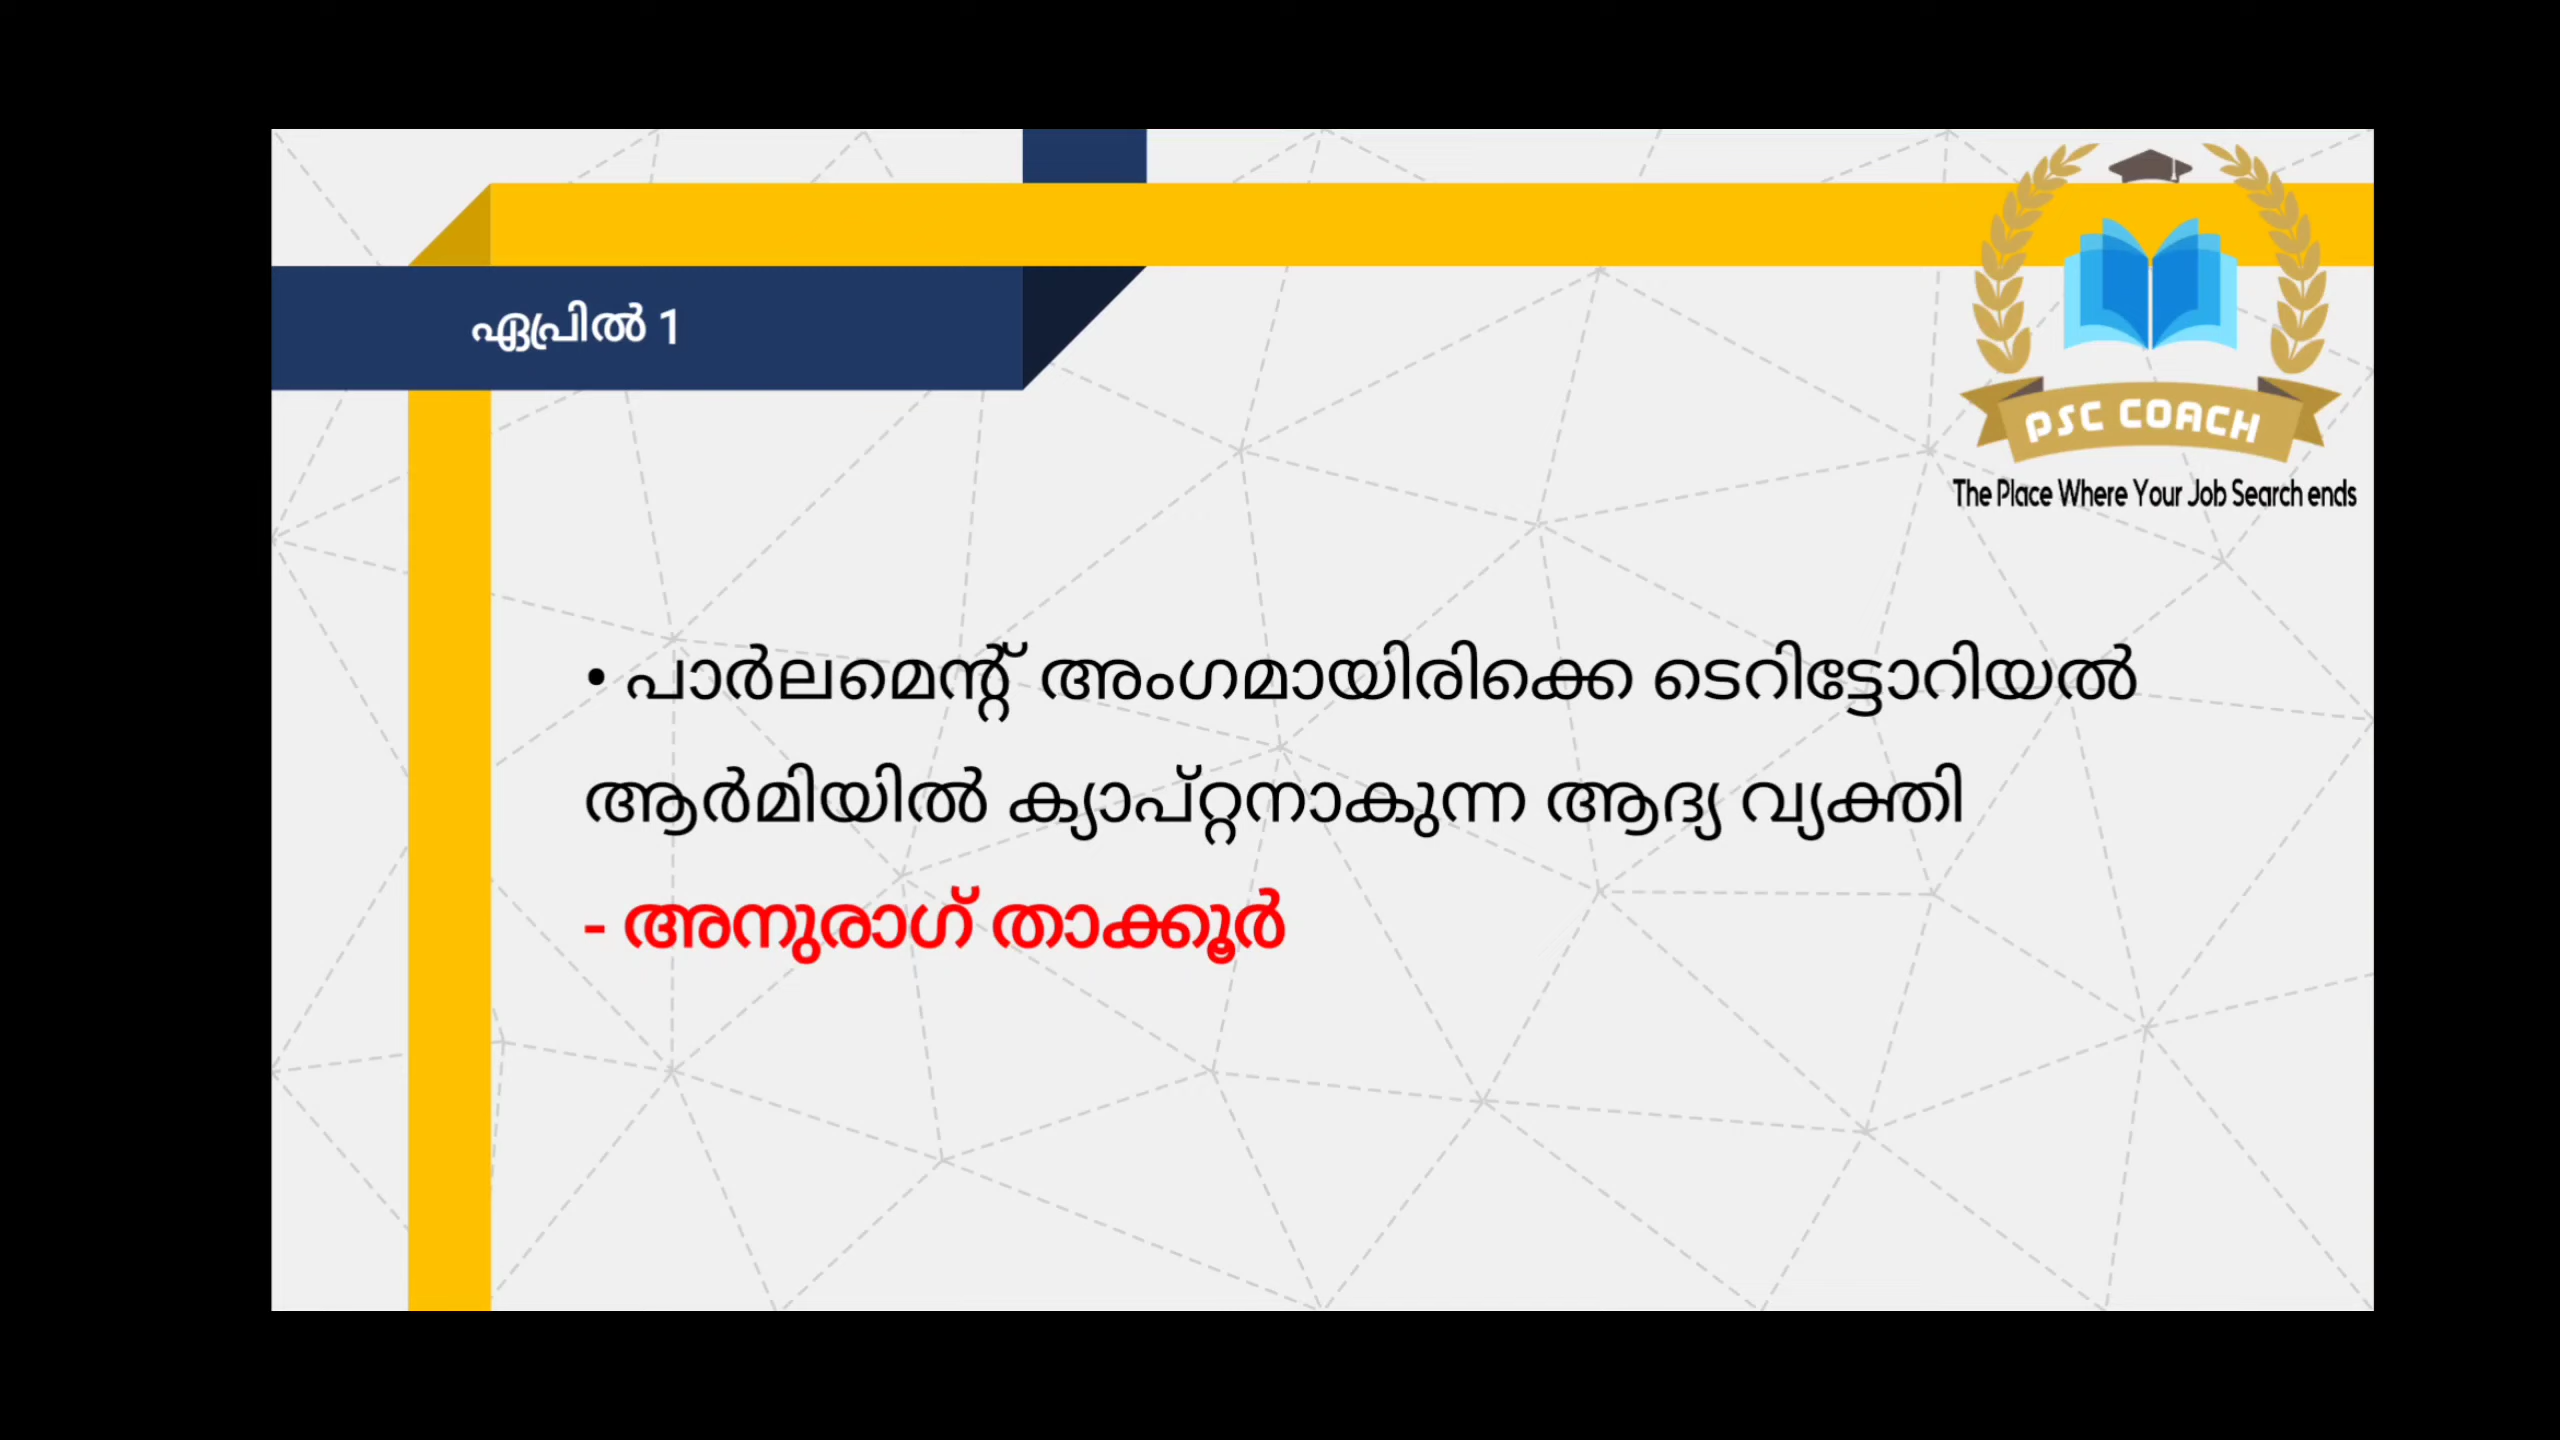 ഏപ്രിൽ 1
PSC COACH
The Place Where Your Job Search ends
• പാർലമെന്റ് അംഗമായിരിക്കെ ടെറിട്ടോറിയൽ
ആർമിയിൽ ക്യാപ്റ്റനാകുന്ന ആദ്യ വ്യക്തി
- അനുരാഗ് താക്കൂർ